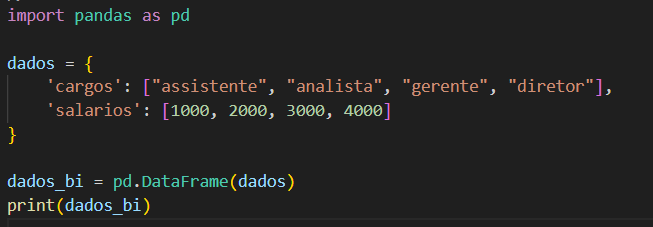 import pandas as pd
dados = {
    'cargos': ["assistente", "analista", "gerente", "diretor"],
    'salarios': [1000, 2000, 3000, 4000]
}
dados_bi = pd.DataFrame(dados)
print(dados_bi)